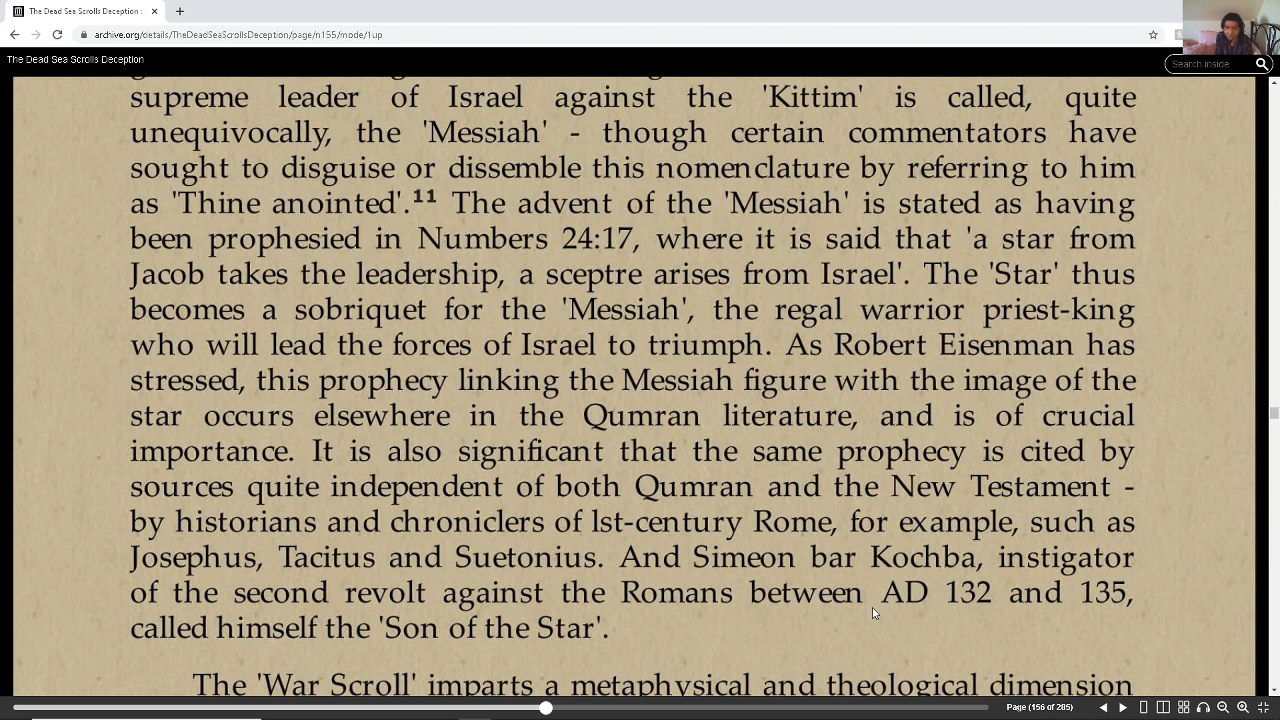 The Dead Sea Scrolls Deception :
archive.org/details/TheDeadSeaScrollsDeception/page/n155/mode/1up
The Dead Sea Scrolls Deception
Search inside
supreme leader of Israel against the 'Kittim' is called, quite
unequivocally, the 'Messiah' - though certain commentators have
sought to disguise or dissemble this nomenclature by referring to him
as 'Thine anointed'.11 The advent of the 'Messiah' is stated as having
been prophesied in Numbers 24:17, where it is said that 'a star from
Jacob takes the leadership, a sceptre arises from Israel'. The 'Star' thus
becomes a sobriquet for the 'Messiah', the regal warrior priest-king
who will lead the forces of Israel to triumph. As Robert Eisenman has
stressed, this prophecy linking the Messiah figure with the image of the
star occurs elsewhere in the Qumran literature, and is of crucial
importance. It is also significant that the same prophecy is cited by
sources quite independent of both Qumran and the New Testament -
by historians and chroniclers of lst-century Rome, for example, such as
Josephus, Tacitus and Suetonius. And Simeon bar Kochba, instigator
of the second revolt against the Romans between AD 132 and 135,
called himself the 'Son of the Star'.
The 'War Scroll' imparts a metaphysical and theological dimension
Page (156 of 285)